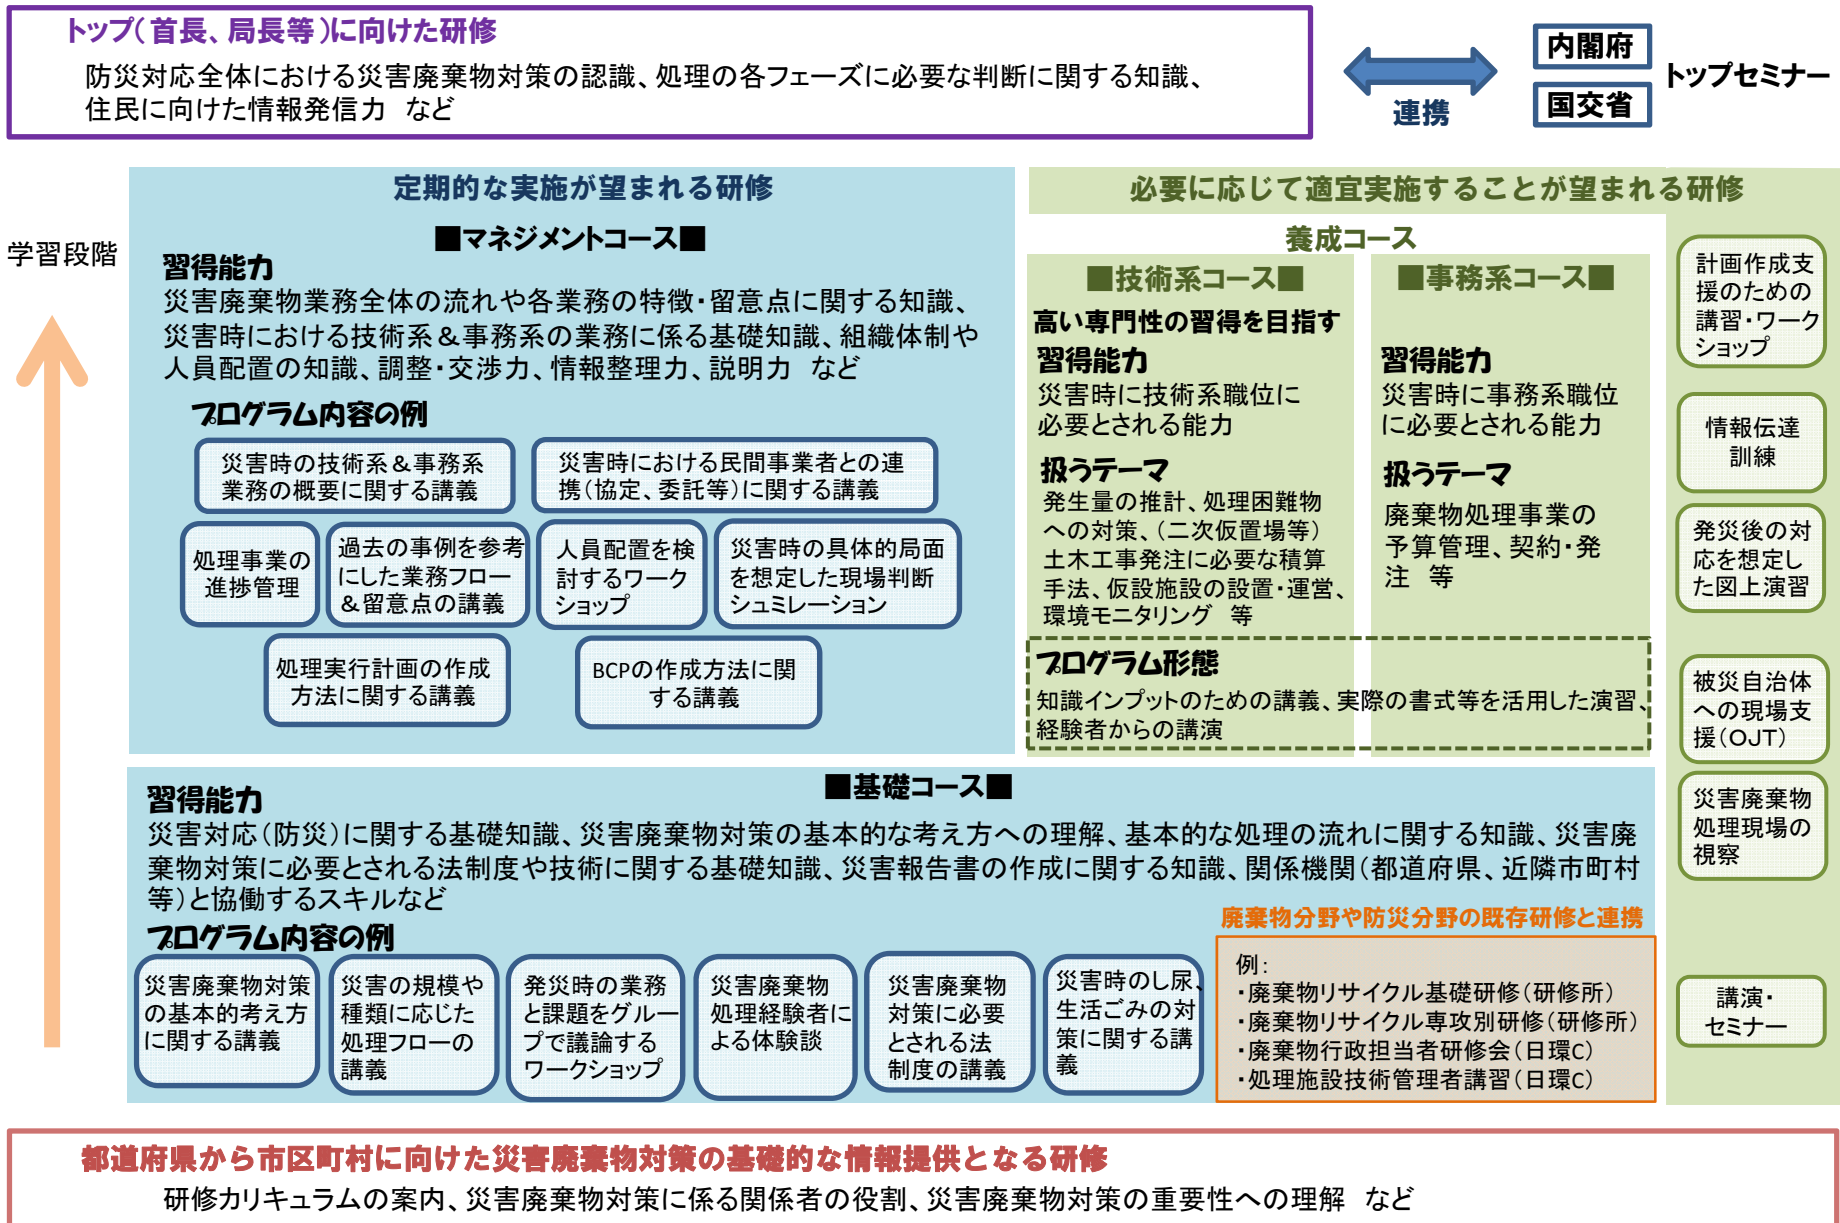 トップ（首長、局長等）に向けた研修
防災対応全体における災害廃棄物対策の認識、処理の各フェーズに必要な判断に関する知識、
住民に向けた情報発信力　など
連携
内閣府
国交省
トップセミナー
学習段階
定期的な実施が望まれる研修
■マネジメントコース■
習得能力
災害廃棄物業務全体の流れや各業務の特徴・留意点に関する知識、
災害時における技術系＆事務系の業務に係る基礎知識、組織体制や
人員配置の知識、調整・交渉力、情報整理力、説明力　など
プログラム内容の例
災害時の技術系＆事務系
業務の概要に関する講義
災害時における民間事業者との連
携（協定、委託等）に関する講義
処理事業の
進捗管理
過去の事例を参考
にした業務フロー
＆留意点の講義
人員配置を検
討するワーク
ショップ
災害時の具体的局面
を想定した現場判断
シュミレーション
処理実行計画の作成
方法に関する講義
BCPの作成方法に関
する講義
必要に応じて適宜実施することが望まれる研修
養成コース
■技術系コース■
高い専門性の習得を目指す
習得能力
災害時に技術系職位に
必要とされる能力
扱うテーマ
発生量の推計、処理困難物
への対策、（二次仮置場等）
土木工事発注に必要な積算
手法、仮設施設の設置・運営、
環境モニタリング　等
■事務系コース■
習得能力
災害時に事務系職位
に必要とされる能力
扱うテーマ
廃棄物処理事業の
予算管理、契約・発
注　等
プログラム形態
知識インプットのための講義、実際の書式等を活用した演習、
経験者からの講演
計画作成支
援のための
講習・ワーク
ショップ
情報伝達
訓練
発災後の対
応を想定し
た図上演習
被災自治体
への現場支
援（OJT）
災害廃棄物
処理現場の
視察
講演・
セミナー
■基礎コース■
習得能力
災害対応（防災）に関する基礎知識、災害廃棄物対策の基本的な考え方への理解、基本的な処理の流れに関する知識、災害廃
棄物対策に必要とされる法制度や技術に関する基礎知識、災害報告書の作成に関する知識、関係機関（都道府県、近隣市町村
等）と協働するスキルなど
プログラム内容の例
災害廃棄物対策
の基本的考え方
に関する講義
災害の規模や
種類に応じた
処理フローの
講義
発災時の業務
と課題をグルー
プで議論する
ワークショップ
災害廃棄物
処理経験者に
よる体験談
災害廃棄物
対策に必要
とされる法
制度の講義
災害時のし尿、
生活ごみの対
策に関する講
義
廃棄物分野や防災分野の既存研修と連携
例：
・廃棄物リサイクル基礎研修（研修所）
・廃棄物リサイクル専攻別研修（研修所）
・廃棄物行政担当者研修会（日環C）
・処理施設技術管理者講習（日環C）
都道府県から市区町村に向けた災害廃棄物対策の基礎的な情報提供となる研修
研修カリキュラムの案内、災害廃棄物対策に係る関係者の役割、災害廃棄物対策の重要性への理解　など